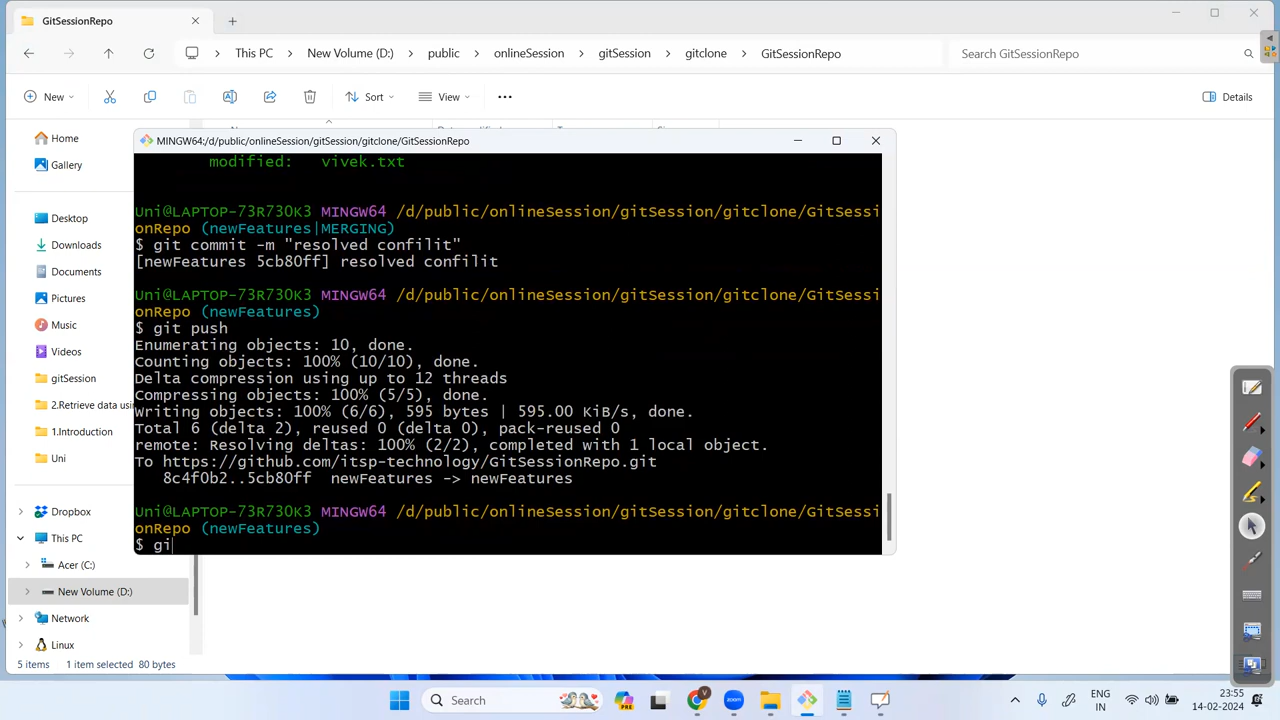 GitSessionRepo
This PC > New Volume (D:) > public > onlineSession > gitSession > gitclone > GitSessionRepo
Search GitSessionRepo
New
Sort
View
Details
Home
Gallery
Desktop
Downloads
Documents
Pictures
Music
Videos
gitSession
2.Retrieve data usin
1.Introduction
Uni
Dropbox
This PC
Acer (C:)
New Volume (D:)
Network
Linux
5 items 1 item selected 80 bytes
MINGW64:/d/public/onlineSession/gitSession/gitclone/GitSessionRepo
modified: vivek.txt
Uni@LAPTOP-73R730K3 MINGW64 /d/public/onlineSession/gitSession/gitclone/GitSessi
onRepo (newFeatures|MERGING)
$ git commit -m "resolved confilit"
[newFeatures 5cb80ff] resolved confilit
Uni@LAPTOP-73R730K3 MINGW64 /d/public/onlineSession/gitSession/gitclone/GitSessi
onRepo (newFeatures)
$ git push
Enumerating objects: 10, done.
Counting objects: 100% (10/10), done.
Delta compression using up to 12 threads
Compressing objects: 100% (5/5), done.
Writing objects: 100% (6/6), 595 bytes | 595.00 KiB/s, done.
Total 6 (delta 2), reused 0 (delta 0), pack-reused 0
remote: Resolving deltas: 100% (2/2), completed with 1 local object.
To https://github.com/itsp-technology/GitSessionRepo.git
8c4f0b2..5cb80ff newFeatures -> newFeatures
Uni@LAPTOP-73R730K3 MINGW64 /d/public/onlineSession/gitSession/gitclone/GitSessi
onRepo (newFeatures)
$ gi
Search
PRE
V
zoom
ENG
IN
23:55
14-02-2024